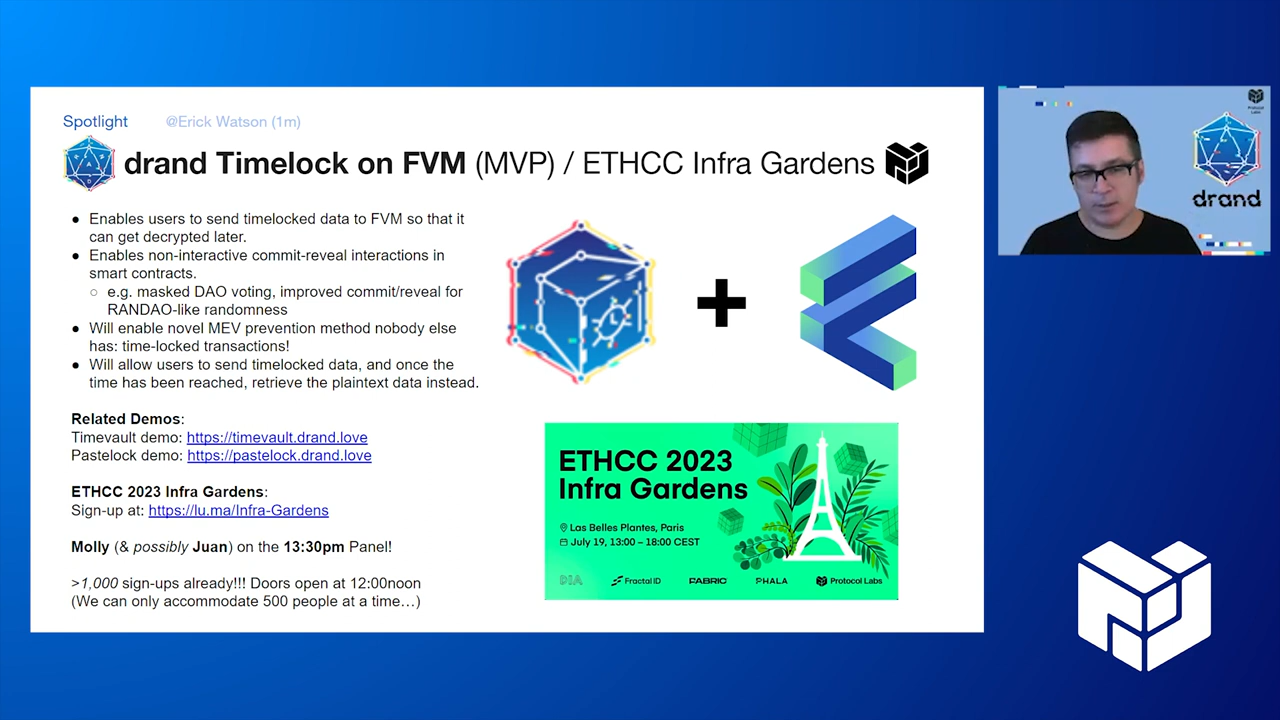 Spotlight @Erick Watson (1m)
drand Timelock on FVM (MVP) / ETHCC Infra Gardens
● Enables users to send timelocked data to FVM so that it
can get decrypted later.
● Enables non-interactive commit-reveal interactions in
smart contracts.
○ e.g. masked DAO voting, improved commit/reveal for
RANDAO-like randomness
● Will enable novel MEV prevention method nobody else
has: time-locked transactions!
● Will allow users to send timelocked data, and once the
time has been reached, retrieve the plaintext data instead.
Related Demos:
Timevault demo: https://timevault.drand.love
Pastelock demo: https://pastelock.drand.love
ETHCC 2023 Infra Gardens:
Sign-up at: https://lu.ma/Infra-Gardens
Molly (& possibly Juan) on the 13:30pm Panel!
>1,000 sign-ups already!!! Doors open at 12:00noon
(We can only accommodate 500 people at a time…)
ETHCC 2023
Infra Gardens
Las Belles Plantes, Paris
July 19, 13:00 – 18:00 CEST
DIA Fractal ID FABRIC PHALA Protocol Labs
Protocol
Labs
drand